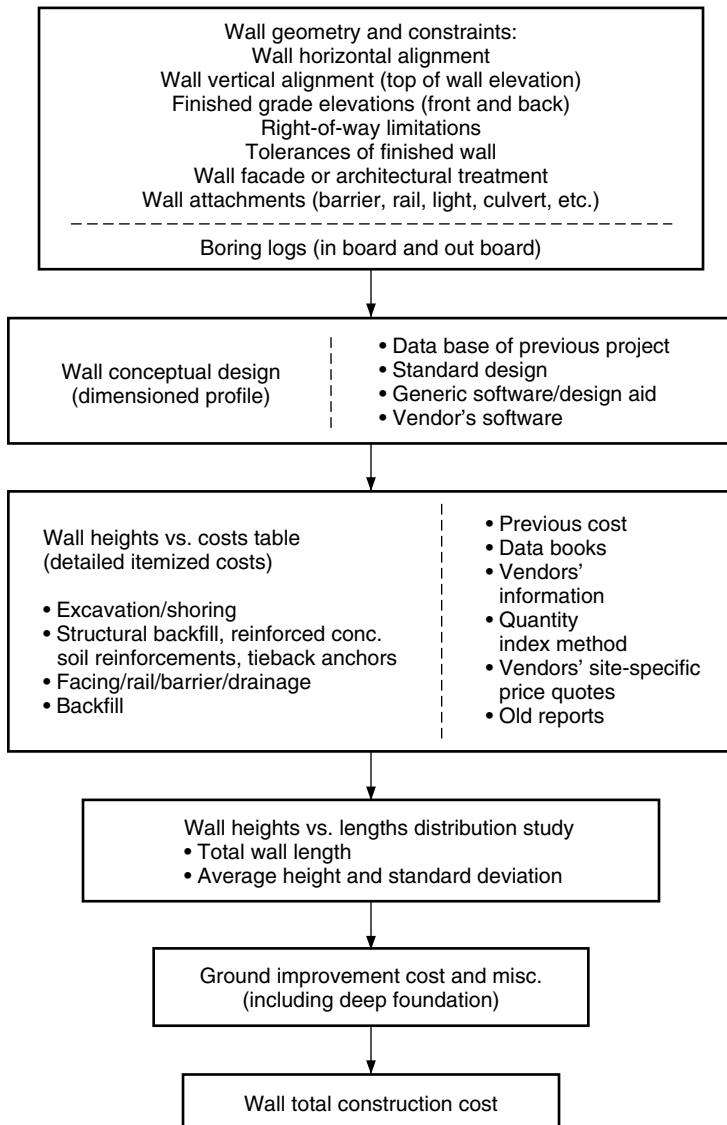 Wall geometry and constraints:
Wall horizontal alignment
Wall vertical alignment (top of wall elevation)
Finished grade elevations (front and back)
Right-of-way limitations
Tolerances of finished wall
Wall facade or architectural treatment
Wall attachments (barrier, rail, light, culvert, etc.)
Boring logs (in board and out board)
Wall conceptual design
(dimensioned profile)
• Data base of previous project
• Standard design
• Generic software/design aid
• Vendor's software
Wall heights vs. costs table
(detailed itemized costs)
• Excavation/shoring
• Structural backfill, reinforced conc.
soil reinforcements, tieback anchors
• Facing/rail/barrier/drainage
• Backfill
• Previous cost
• Data books
• Vendors'
information
• Quantity
index method
• Vendors' site-specific
price quotes
• Old reports
Wall heights vs. lengths distribution study
• Total wall length
• Average height and standard deviation
Ground improvement cost and misc.
(including deep foundation)
Wall total construction cost